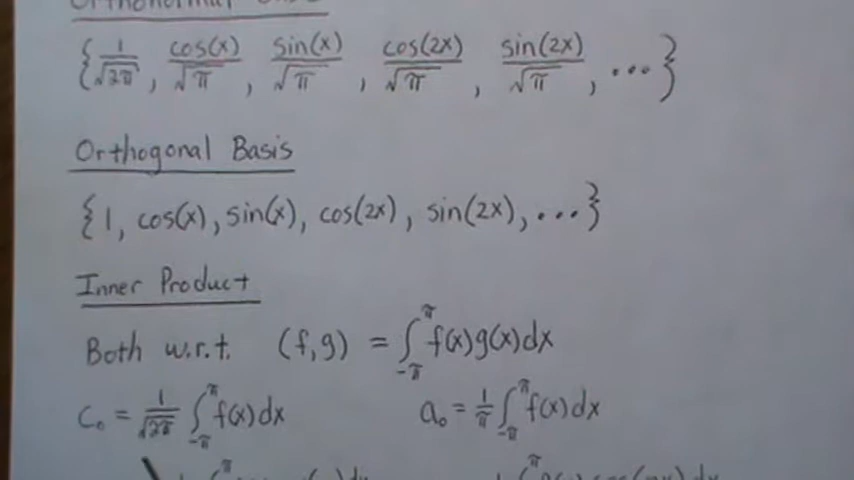 {1/√2π, cos(x)/√π, sin(x)/√π, cos(2x)/√π, sin(2x)/√π, ...}
Orthogonal Basis
{1, cos(x), sin(x), cos(2x), sin(2x), ...}
Inner Product
Both w.r.t. (f,g) = ∫_{-π}^{π} f(x)g(x)dx
C₀ = 1/√2π ∫_{-π}^{π} f(x)dx a₀ = 1/π ∫_{-π}^{π} f(x)dx